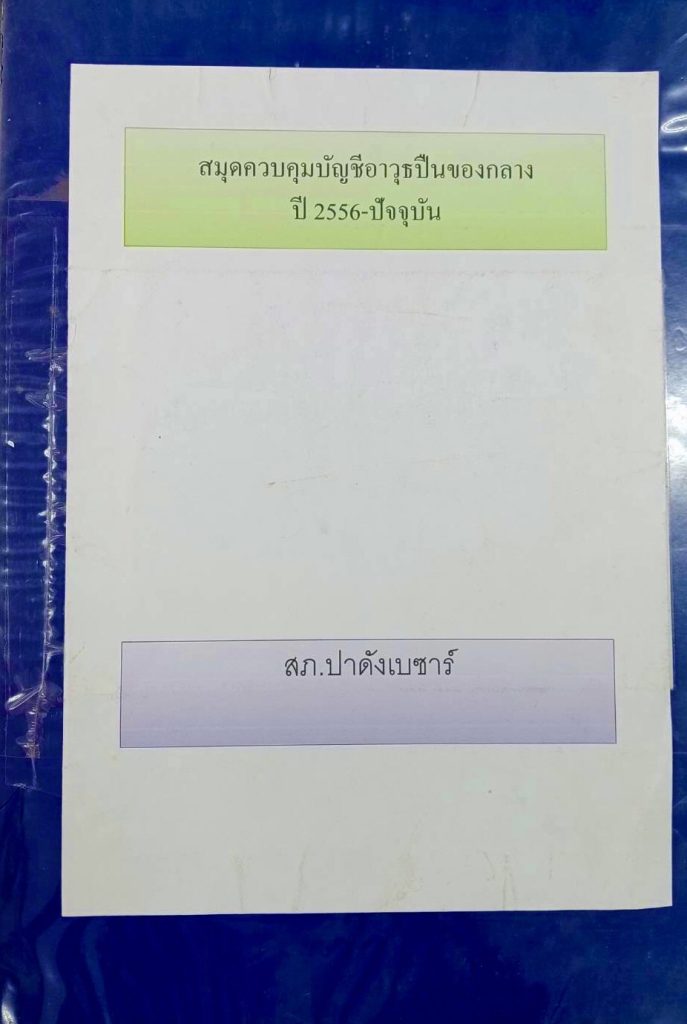 สมุดควบคุมบัญชีอาวุธปืนของกลาง
ปี 2556-ปัจจุบัน
สภ.ปาดังเบซาร์